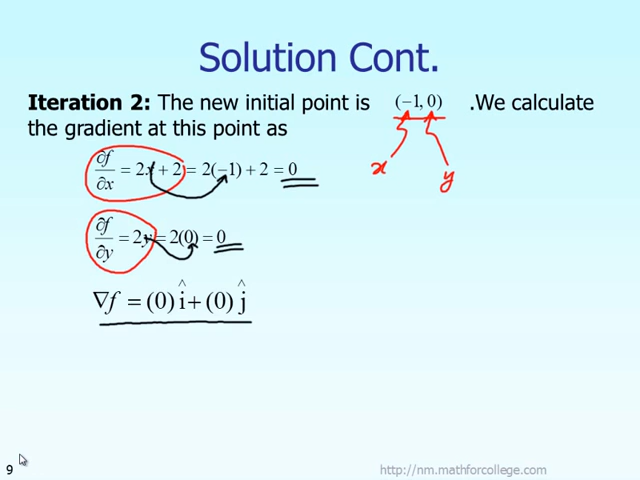 Solution Cont.
Iteration 2: The new initial point is (−1, 0) .We calculate
the gradient at this point as
x y
∂f/∂x = 2x + 2 = 2(−1) + 2 = 0
∂f/∂y = 2y = 2(0) = 0
∇f = (0) î + (0) ĵ
9
http://nm.mathforcollege.com